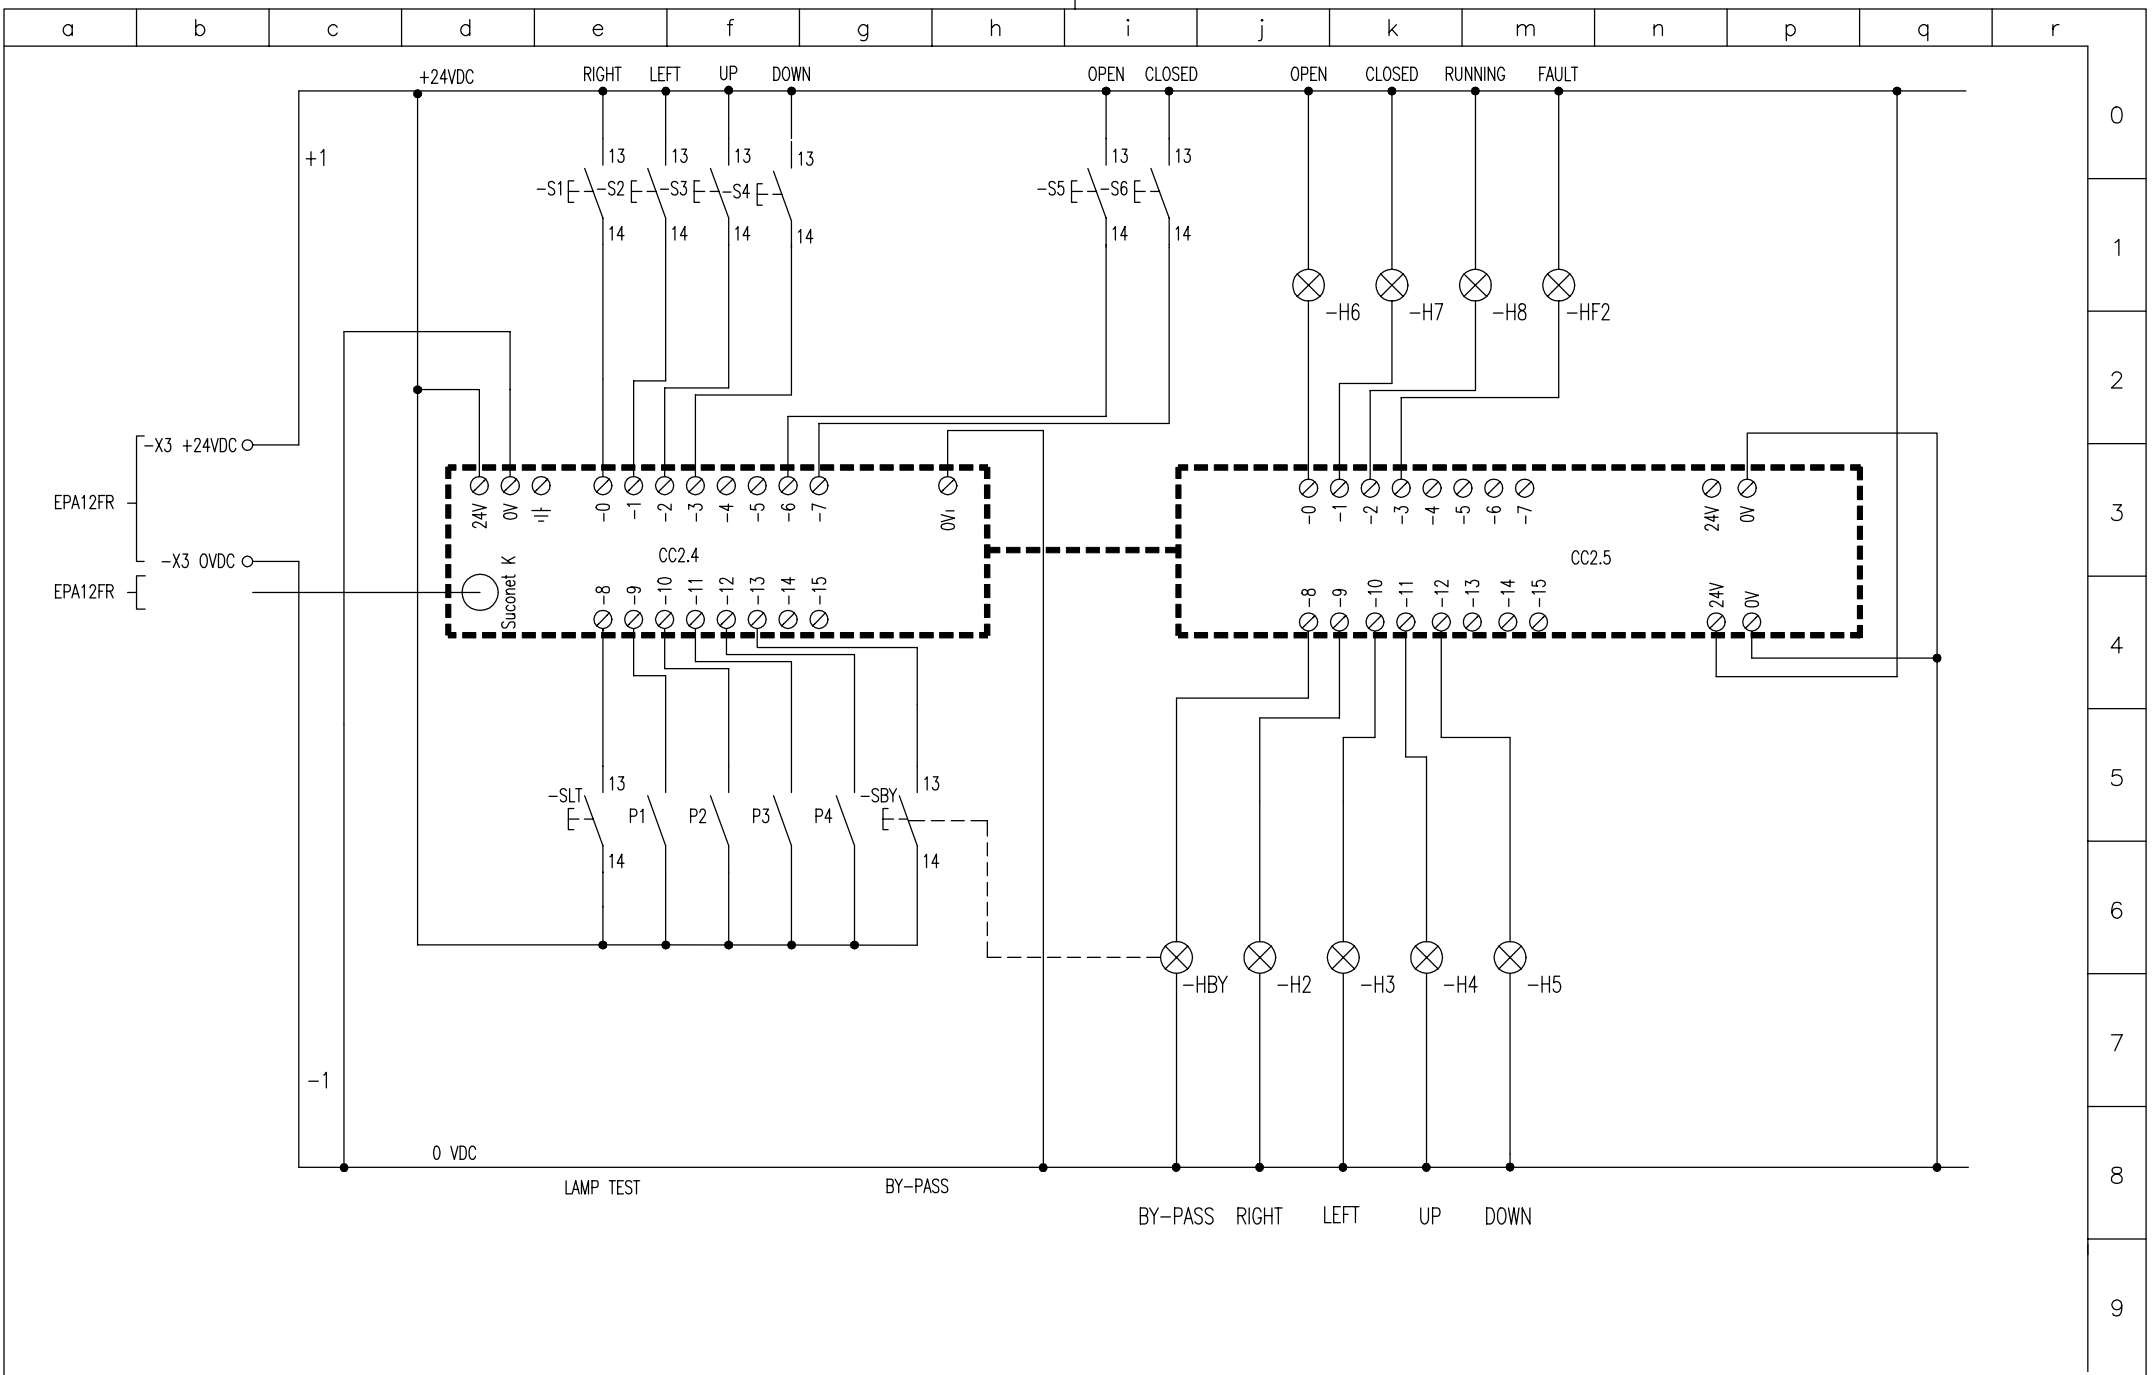 a b c d e f g h i j k l m n p q r
+24VDC RIGHT LEFT UP DOWN OPEN CLOSED OPEN CLOSED RUNNING FAULT
0
+1 13 13 13 13 13 13
-S1 -S2 -S3 -S4 -S5 -S6
14 14 14 14 14 14
1
-H6 -H7 -H8 -HF2
2
-X3 +24VDC
EPA12FR
24V 0V -0 -1 -2 -3 -4 -5 -6 -7 0VI
-0 -1 -2 -3 -4 -5 -6 -7 24V 0V
3
-X3 0VDC
CC2.4 CC2.5
EPA12FR
Suconet K
-8 -9 -10 -11 -12 -13 -14 -15
-8 -9 -10 -11 -12 -13 -14 -15 24V 0V
4
5
13 13
-SLT P1 P2 P3 P4 -SBY
14 14
6
-HBY -H2 -H3 -H4 -H5
7
-1
0 VDC
8
LAMP TEST BY-PASS
BY-PASS RIGHT LEFT UP DOWN
9